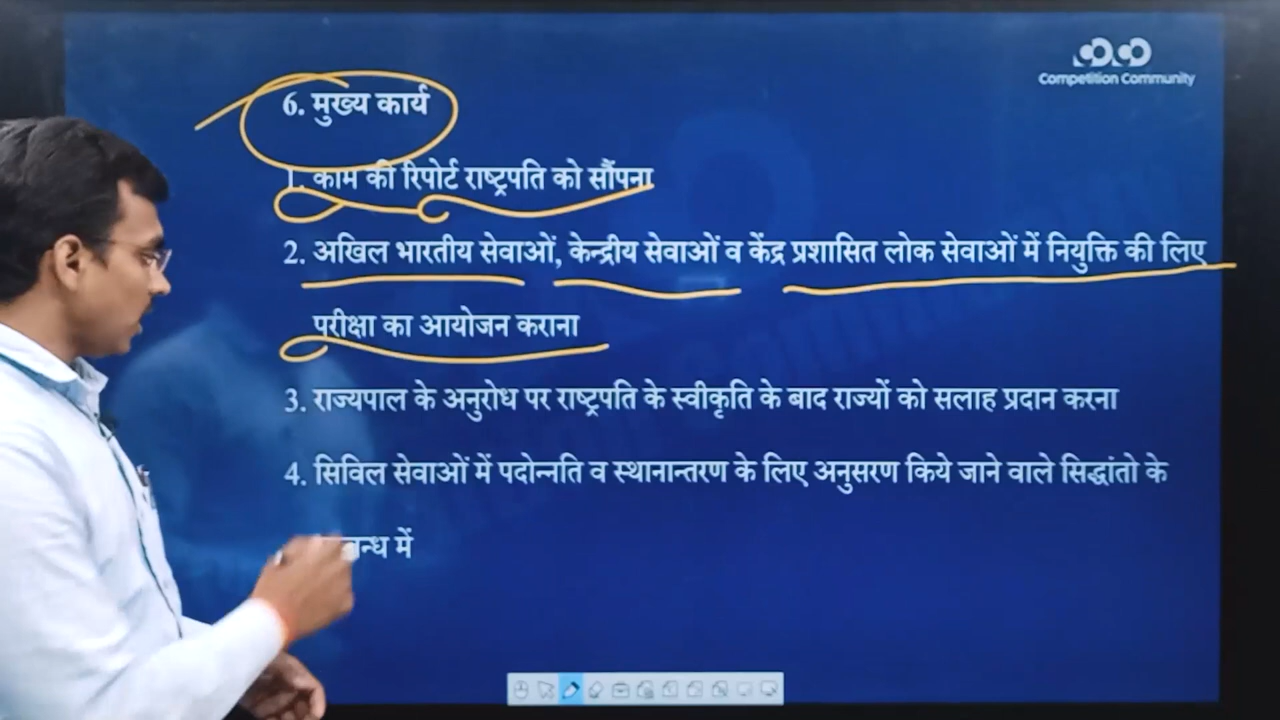 Competition Community
6. मुख्य कार्य
1. काम की रिपोर्ट राष्ट्रपति को सौंपना
2. अखिल भारतीय सेवाओं, केन्द्रीय सेवाओं व केंद्र प्रशासित लोक सेवाओं में नियुक्ति की लिए
परीक्षा का आयोजन कराना
3. राज्यपाल के अनुरोध पर राष्ट्रपति के स्वीकृति के बाद राज्यों को सलाह प्रदान करना
4. सिविल सेवाओं में पदोन्नति व स्थानान्तरण के लिए अनुसरण किये जाने वाले सिद्धांतो के
में